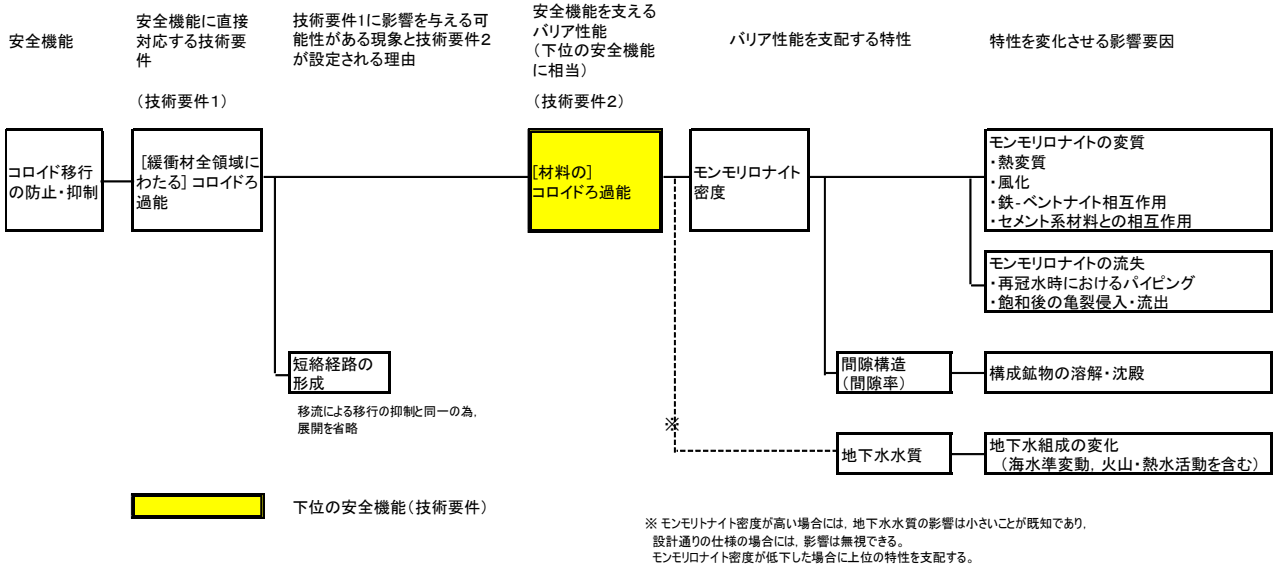 安全機能
安全機能に直接
対応する技術要
件
（技術要件１）
技術要件1に影響を与える可
能性がある現象と技術要件２
が設定される理由
安全機能を支える
バリア性能
（下位の安全機能
に相当）
（技術要件２）
バリア性能を支配する特性
特性を変化させる影響要因
コロイド移行
の防止・抑制
［緩衝材全領域に
わたる］コロイドろ
過能
［材料の］
コロイドろ過能
モンモリロナイト
密度
モンモリロナイトの変質
・熱変質
・風化
・鉄-ベントナイト相互作用
・セメント系材料との相互作用
モンモリロナイトの流失
・再冠水時におけるパイピング
・飽和後の亀裂侵入・流出
短絡経路の
形成
移流による移行の抑制と同一の為，
展開を省略
間隙構造
（間隙率）
構成鉱物の溶解・沈殿
※
地下水水質
地下水組成の変化
（海水準変動，火山・熱水活動を含む）
下位の安全機能（技術要件）
※ モンモリトナイト密度が高い場合には，地下水水質の影響は小さいことが既知であり，
設計通りの仕様の場合には，影響は無視できる。
モンモリロナイト密度が低下した場合に上位の特性を支配する。